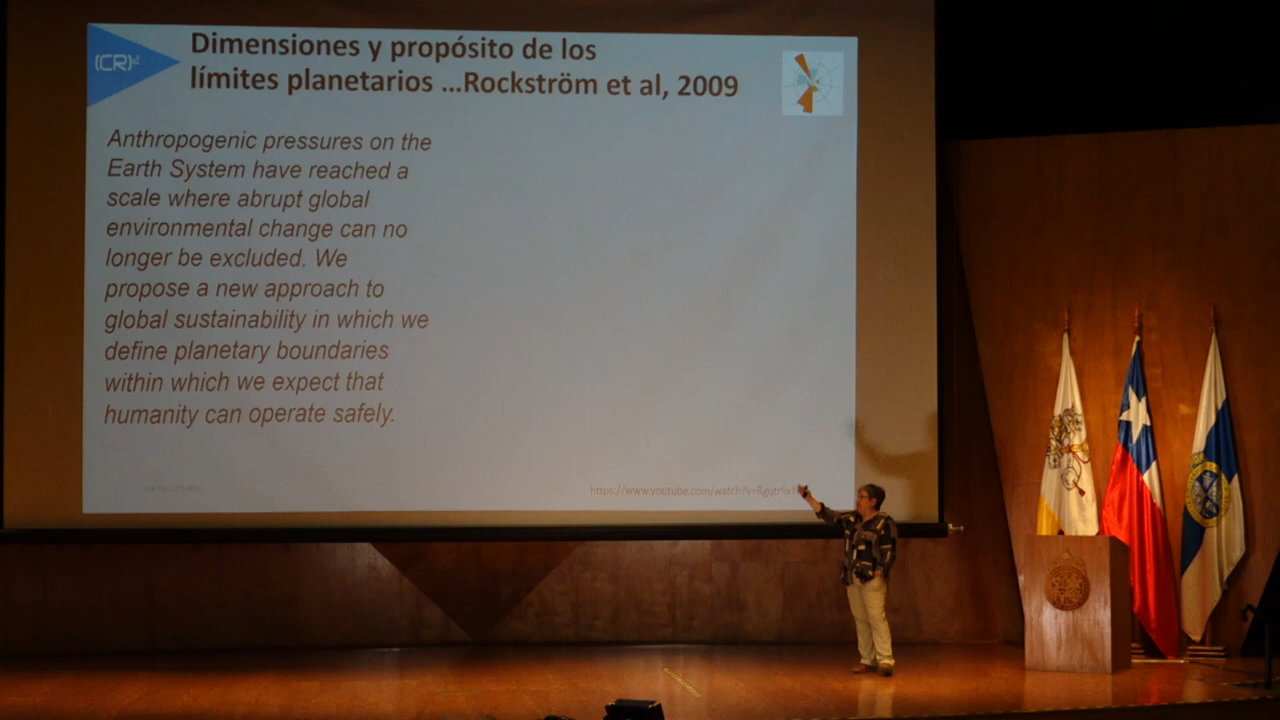 (CR)²
Dimensiones y propósito de los
límites planetarios ...Rockström et al, 2009
Anthropogenic pressures on the
Earth System have reached a
scale where abrupt global
environmental change can no
longer be excluded. We
propose a new approach to
global sustainability in which we
define planetary boundaries
within which we expect that
humanity can operate safely.